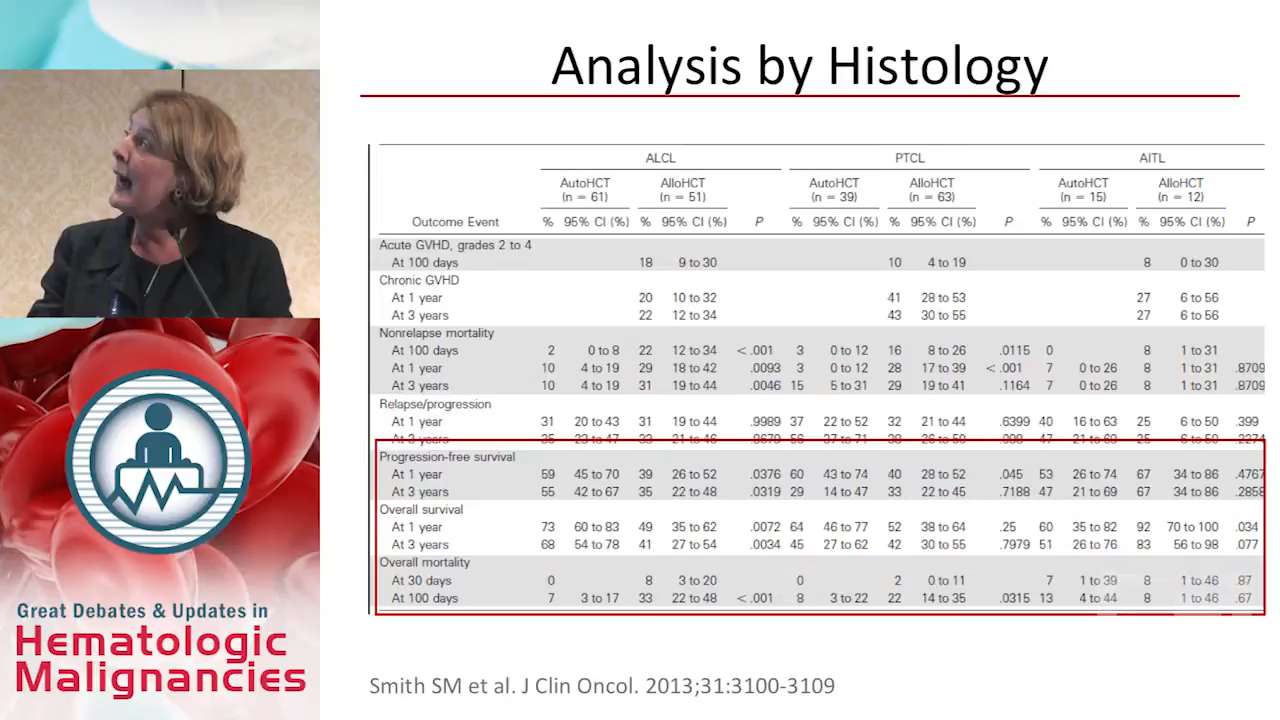 Analysis by Histology
ALCL PTCL AITL
AutoHCT AlloHCT AutoHCT AlloHCT AutoHCT AlloHCT
(n = 61) (n = 51) (n = 39) (n = 63) (n = 15) (n = 12)
Outcome Event % 95% CI (%) % 95% CI (%) P % 95% CI (%) % 95% CI (%) P % 95% CI (%) % 95% CI (%) P
Acute GVHD, grades 2 to 4
At 100 days 18 9 to 30 10 4 to 19 8 0 to 30
Chronic GVHD
At 1 year 20 10 to 32 41 28 to 53 27 6 to 56
At 3 years 22 12 to 34 43 30 to 55 27 6 to 56
Nonrelapse mortality
At 100 days 2 0 to 8 22 12 to 34 < .001 3 0 to 12 16 8 to 26 .0115 0 8 1 to 31
At 1 year 10 4 to 19 29 18 to 42 .0093 3 0 to 12 28 17 to 39 < .001 7 0 to 26 8 1 to 31 .8709
At 3 years 10 4 to 19 31 19 to 44 .0046 15 5 to 31 29 19 to 41 .1164 7 0 to 26 8 1 to 31 .8709
Relapse/progression
At 1 year 31 20 to 43 31 19 to 44 .9989 37 22 to 52 32 21 to 44 .6399 40 16 to 63 25 6 to 50 .399
At 3 years 35 23 to 47 33 21 to 46 .8679 56 37 to 71 38 26 to 50 .098 47 21 to 69 25 6 to 50 .2274
Progression-free survival
At 1 year 59 45 to 70 39 26 to 52 .0376 60 43 to 74 40 28 to 52 .045 53 26 to 74 67 34 to 86 .4767
At 3 years 55 42 to 67 35 22 to 48 .0319 29 14 to 47 33 22 to 45 .7188 47 21 to 69 67 34 to 86 .2858
Overall survival
At 1 year 73 60 to 83 49 35 to 62 .0072 64 46 to 77 52 38 to 64 .25 60 35 to 82 92 70 to 100 .034
At 3 years 68 54 to 78 41 27 to 54 .0034 45 27 to 62 42 30 to 55 .7979 51 26 to 76 83 56 to 98 .077
Overall mortality
At 30 days 0 8 3 to 20 0 2 0 to 11 7 1 to 39 8 1 to 46 .87
At 100 days 7 3 to 17 33 22 to 48 < .001 8 3 to 22 22 14 to 35 .0315 13 4 to 44 8 1 to 46 .67
Smith SM et al. J Clin Oncol. 2013;31:3100-3109
Great Debates & Updates in
Hematologic
Malignancies